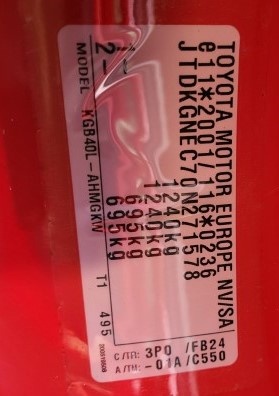 TOYOTA MOTOR EUROPE NV/SA
e11*2001/116*0236
JTDKGNEC70N271578
1240kg
1240kg
1- 695kg
2- 695kg
MODEL KGB40L-AHMGKW T1 495
C/TR: 3P0 /FB24
A/TM: -01A /C550